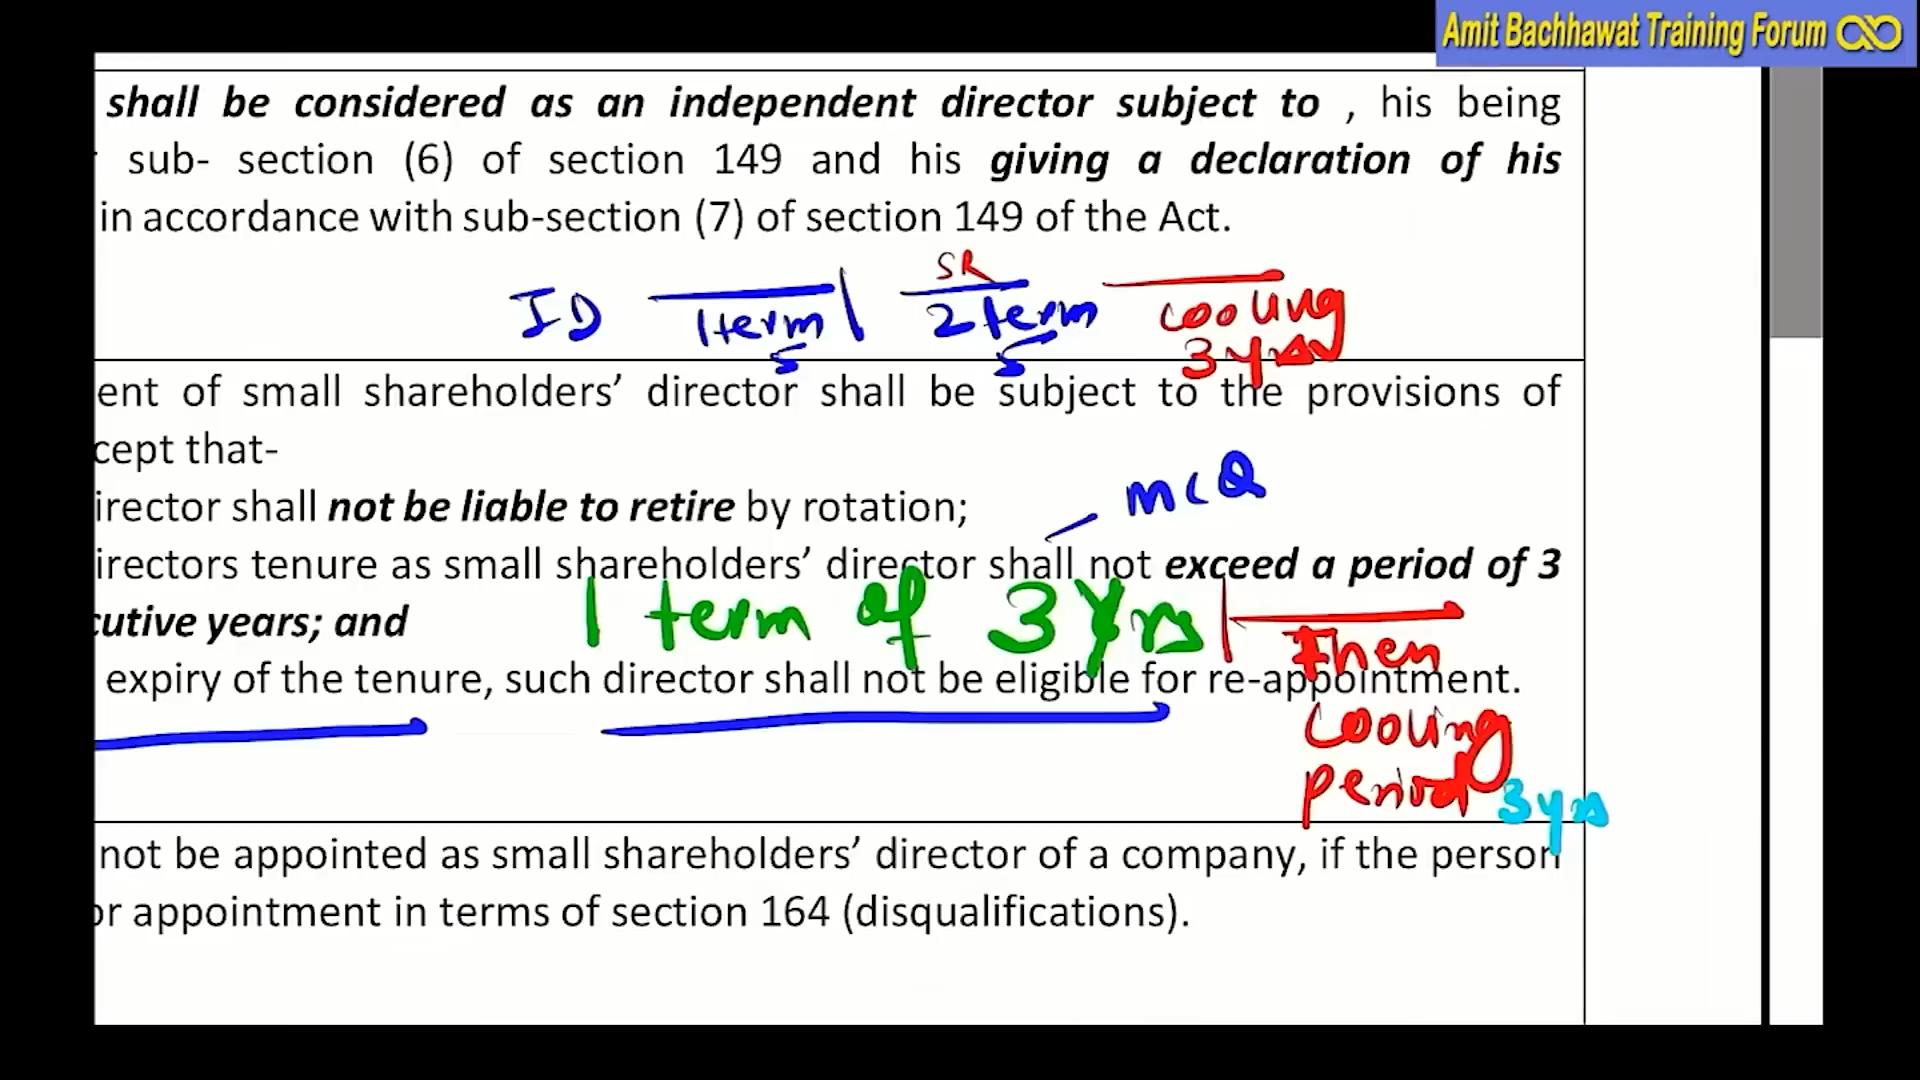 Amit Bachhawat Training Forum
shall be considered as an independent director subject to , his being
sub- section (6) of section 149 and his giving a declaration of his
in accordance with sub-section (7) of section 149 of the Act.
SR
ID 1term 2term cooling
5 5 3 yrs
ent of small shareholders’ director shall be subject to the provisions of
cept that-
MCQ
irector shall not be liable to retire by rotation;
irectors tenure as small shareholders’ director shall not exceed a period of 3
cutive years; and
1 term of 3 Yrs
Then
expiry of the tenure, such director shall not be eligible for re-appointment.
cooling
period 3 yrs
not be appointed as small shareholders’ director of a company, if the person
or appointment in terms of section 164 (disqualifications).